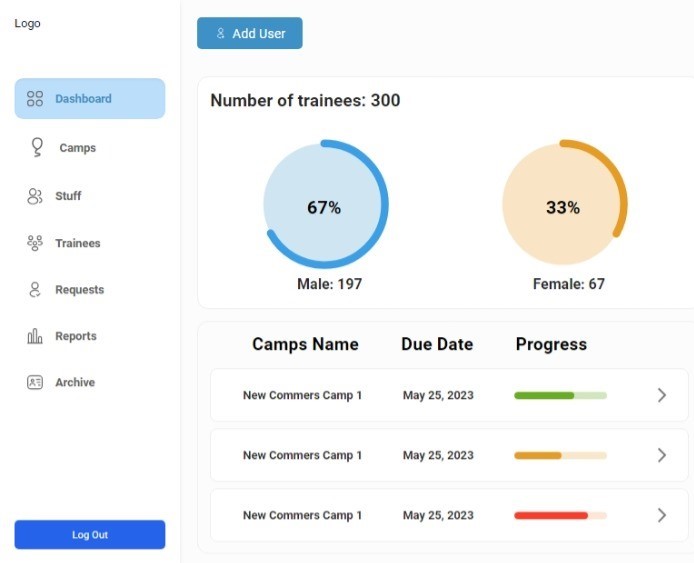 Logo
Add User
Dashboard
Camps
Stuff
Trainees
Requests
Reports
Archive
Log Out
Number of trainees: 300
67%
33%
Male: 197
Female: 67
Camps Name Due Date Progress
New Commers Camp 1 May 25, 2023
New Commers Camp 1 May 25, 2023
New Commers Camp 1 May 25, 2023